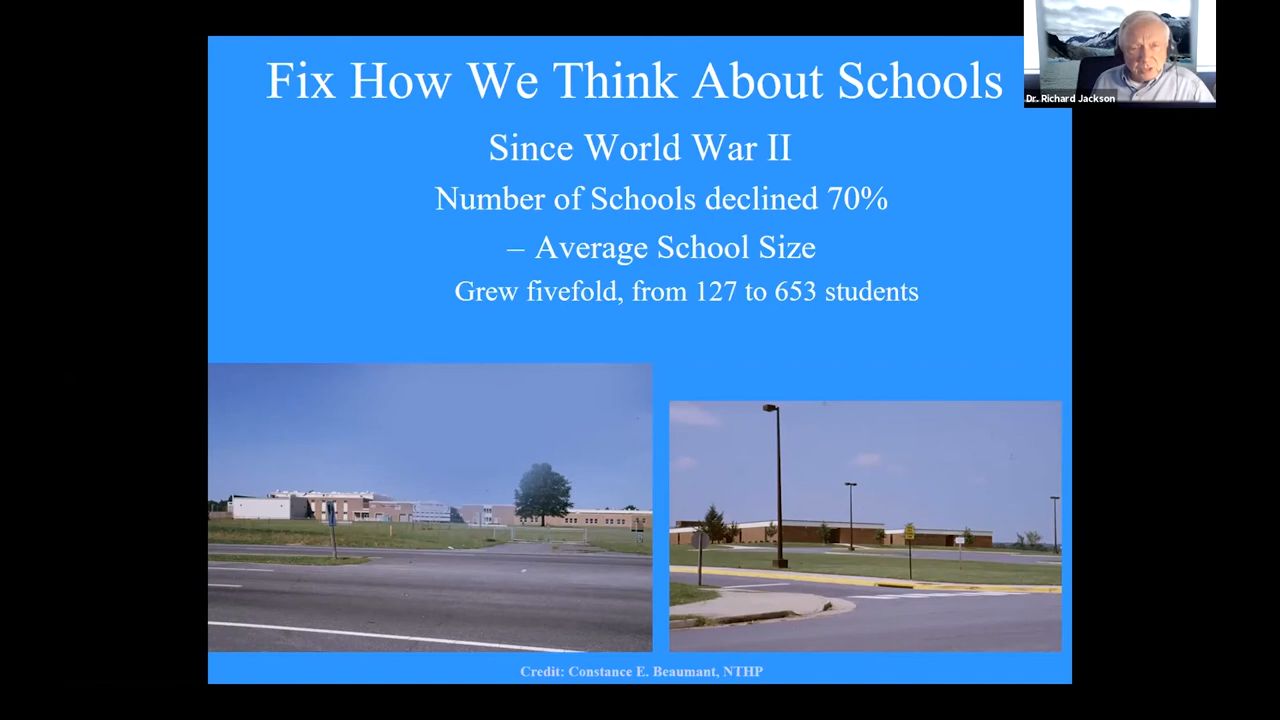 Fix How We Think About Schools
Dr. Richard Jackson
Since World War II
Number of Schools declined 70%
– Average School Size
Grew fivefold, from 127 to 653 students
Credit: Constance E. Beaumant, NTHP